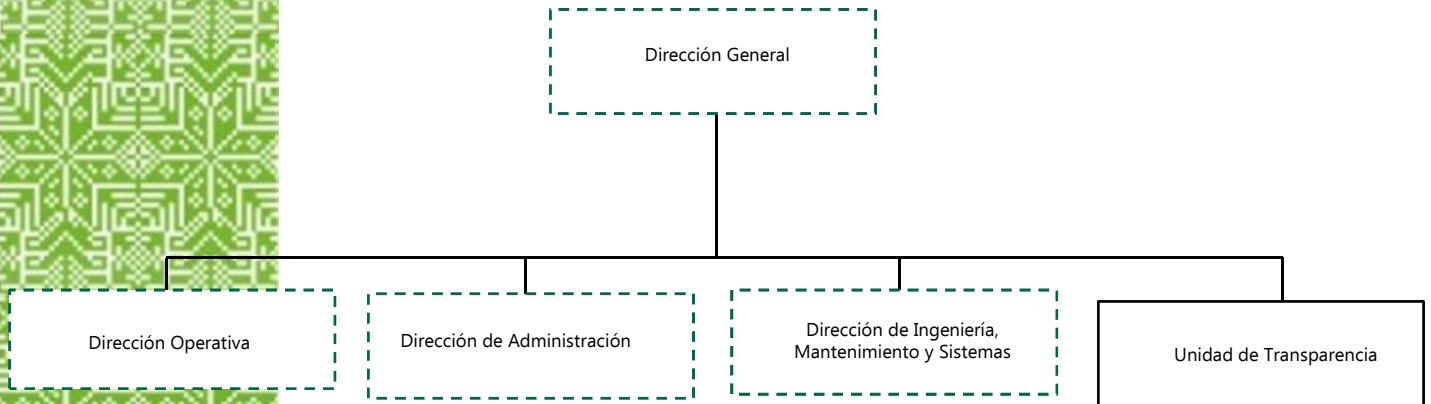 Dirección General
Dirección Operativa
Dirección de Administración
Dirección de Ingeniería,
Mantenimiento y Sistemas
Unidad de Transparencia